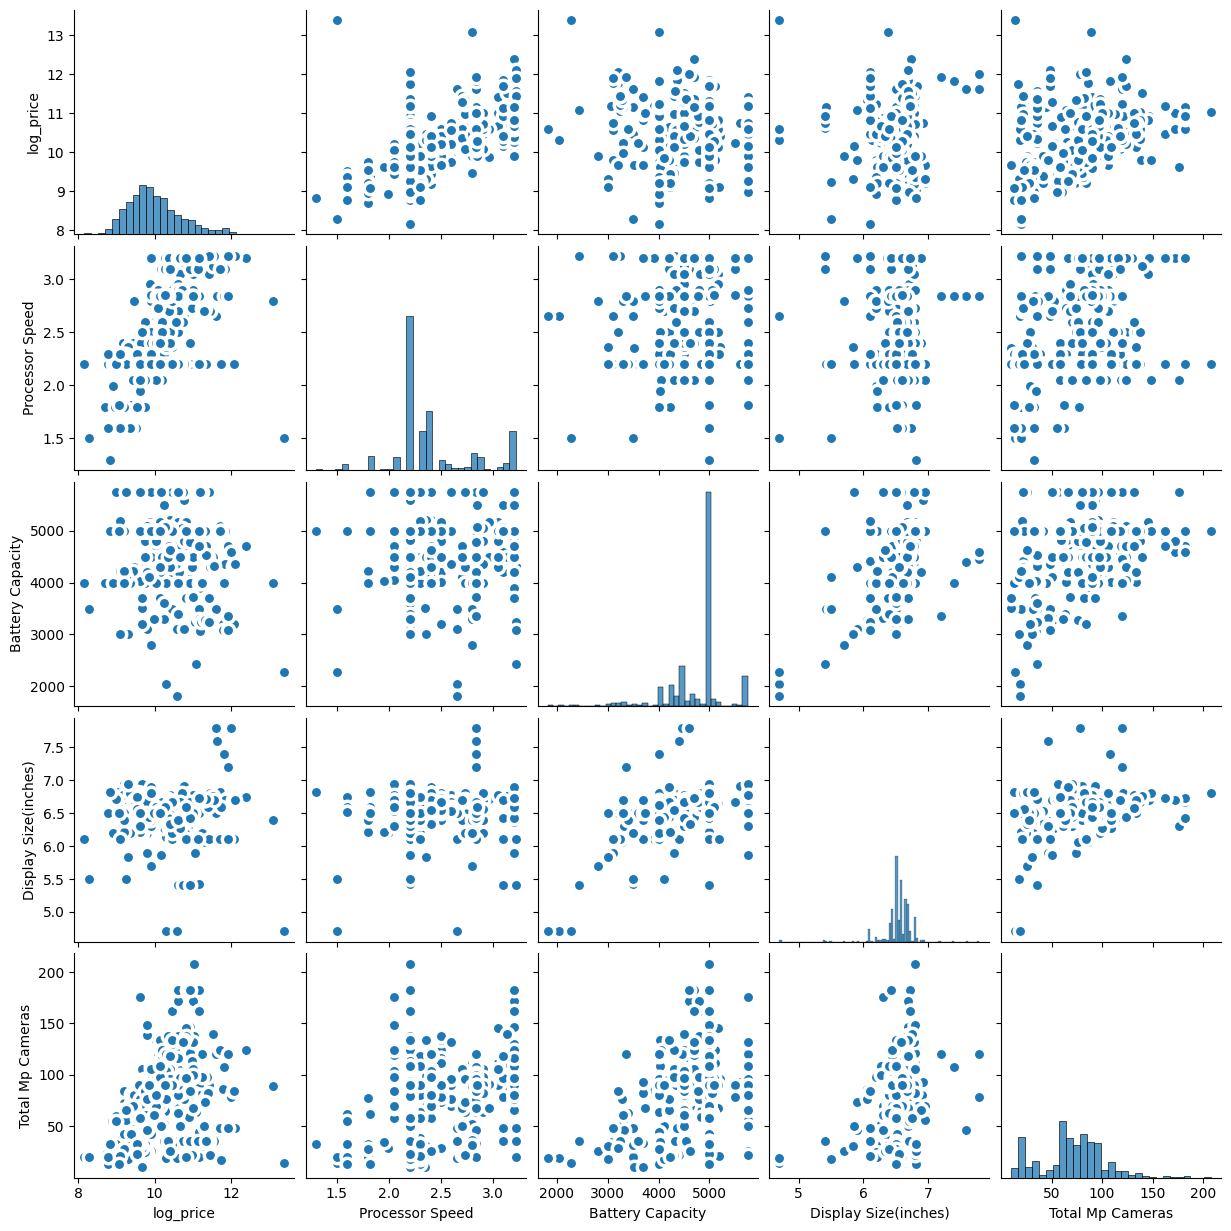 13
12
11
10
9
8
log_price
3.0
2.5
2.0
1.5
Processor Speed
5000
4000
3000
2000
Battery Capacity
7.5
7.0
6.5
6.0
5.5
5.0
Display Size(inches)
200
150
100
50
Total Mp Cameras
8 10 12
1.5 2.0 2.5 3.0
2000 3000 4000 5000
5 6 7
50 100 150 200
log_price
Processor Speed
Battery Capacity
Display Size(inches)
Total Mp Cameras